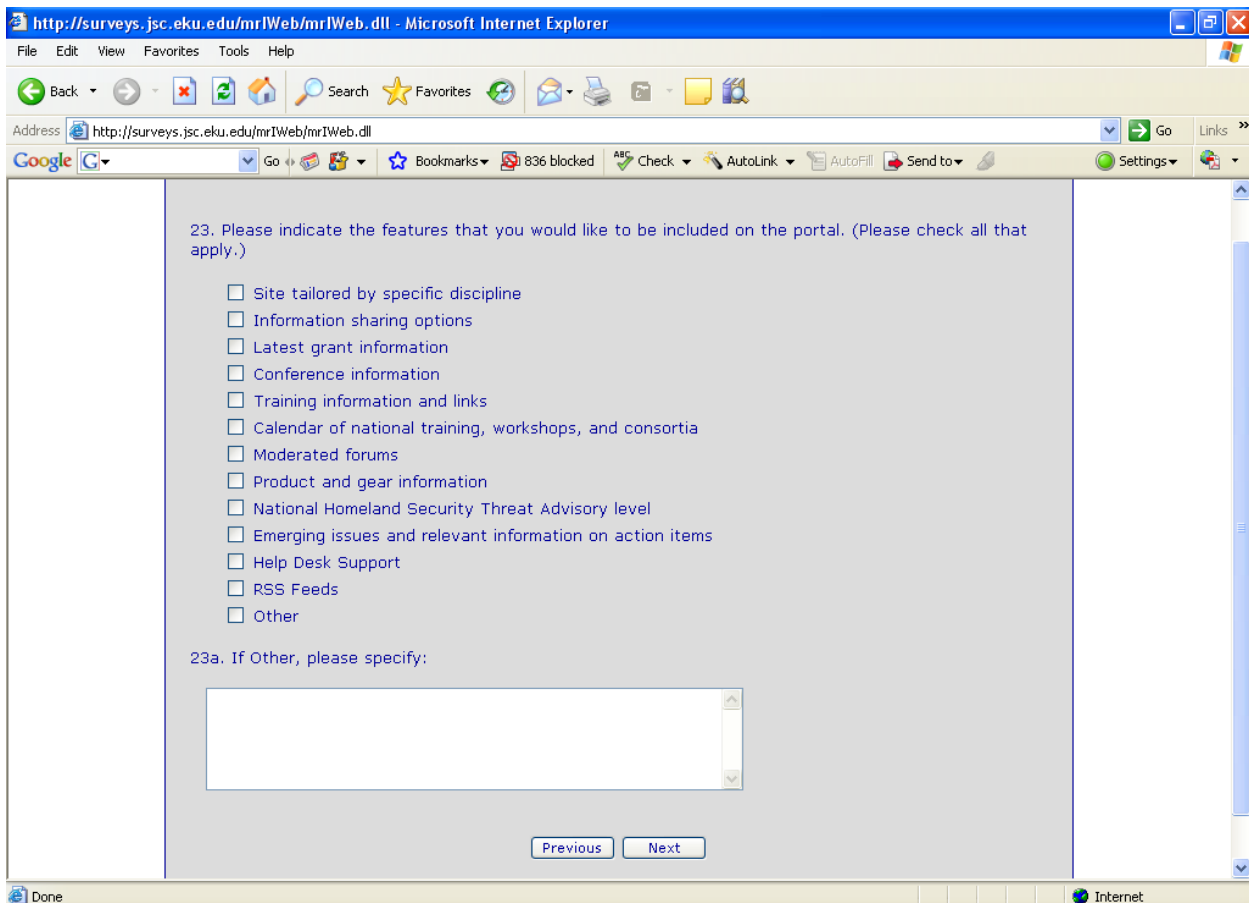 http://surveys.jsc.eku.edu/mrIWeb/mrIWeb.dll - Microsoft Internet Explorer
File Edit View Favorites Tools Help
Back Search Favorites
Address http://surveys.jsc.eku.edu/mrIWeb/mrIWeb.dll Go Links »
Google G Go Bookmarks 836 blocked ABC Check AutoLink AutoFill Send to Settings
23. Please indicate the features that you would like to be included on the portal. (Please check all that
apply.)
Site tailored by specific discipline
Information sharing options
Latest grant information
Conference information
Training information and links
Calendar of national training, workshops, and consortia
Moderated forums
Product and gear information
National Homeland Security Threat Advisory level
Emerging issues and relevant information on action items
Help Desk Support
RSS Feeds
Other
23a. If Other, please specify:
Previous Next
Done Internet